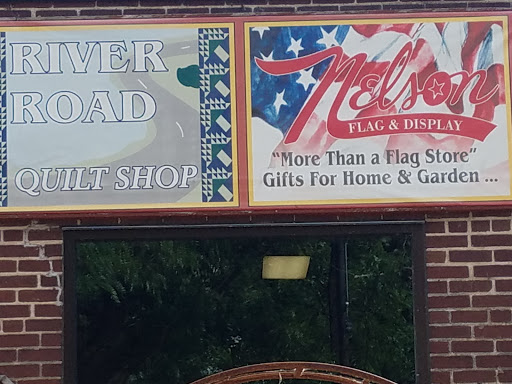 RIVER
ROAD
QUILT SHOP
Nelson
FLAG & DISPLAY
"More Than a Flag Store"
Gifts For Home & Garden ...